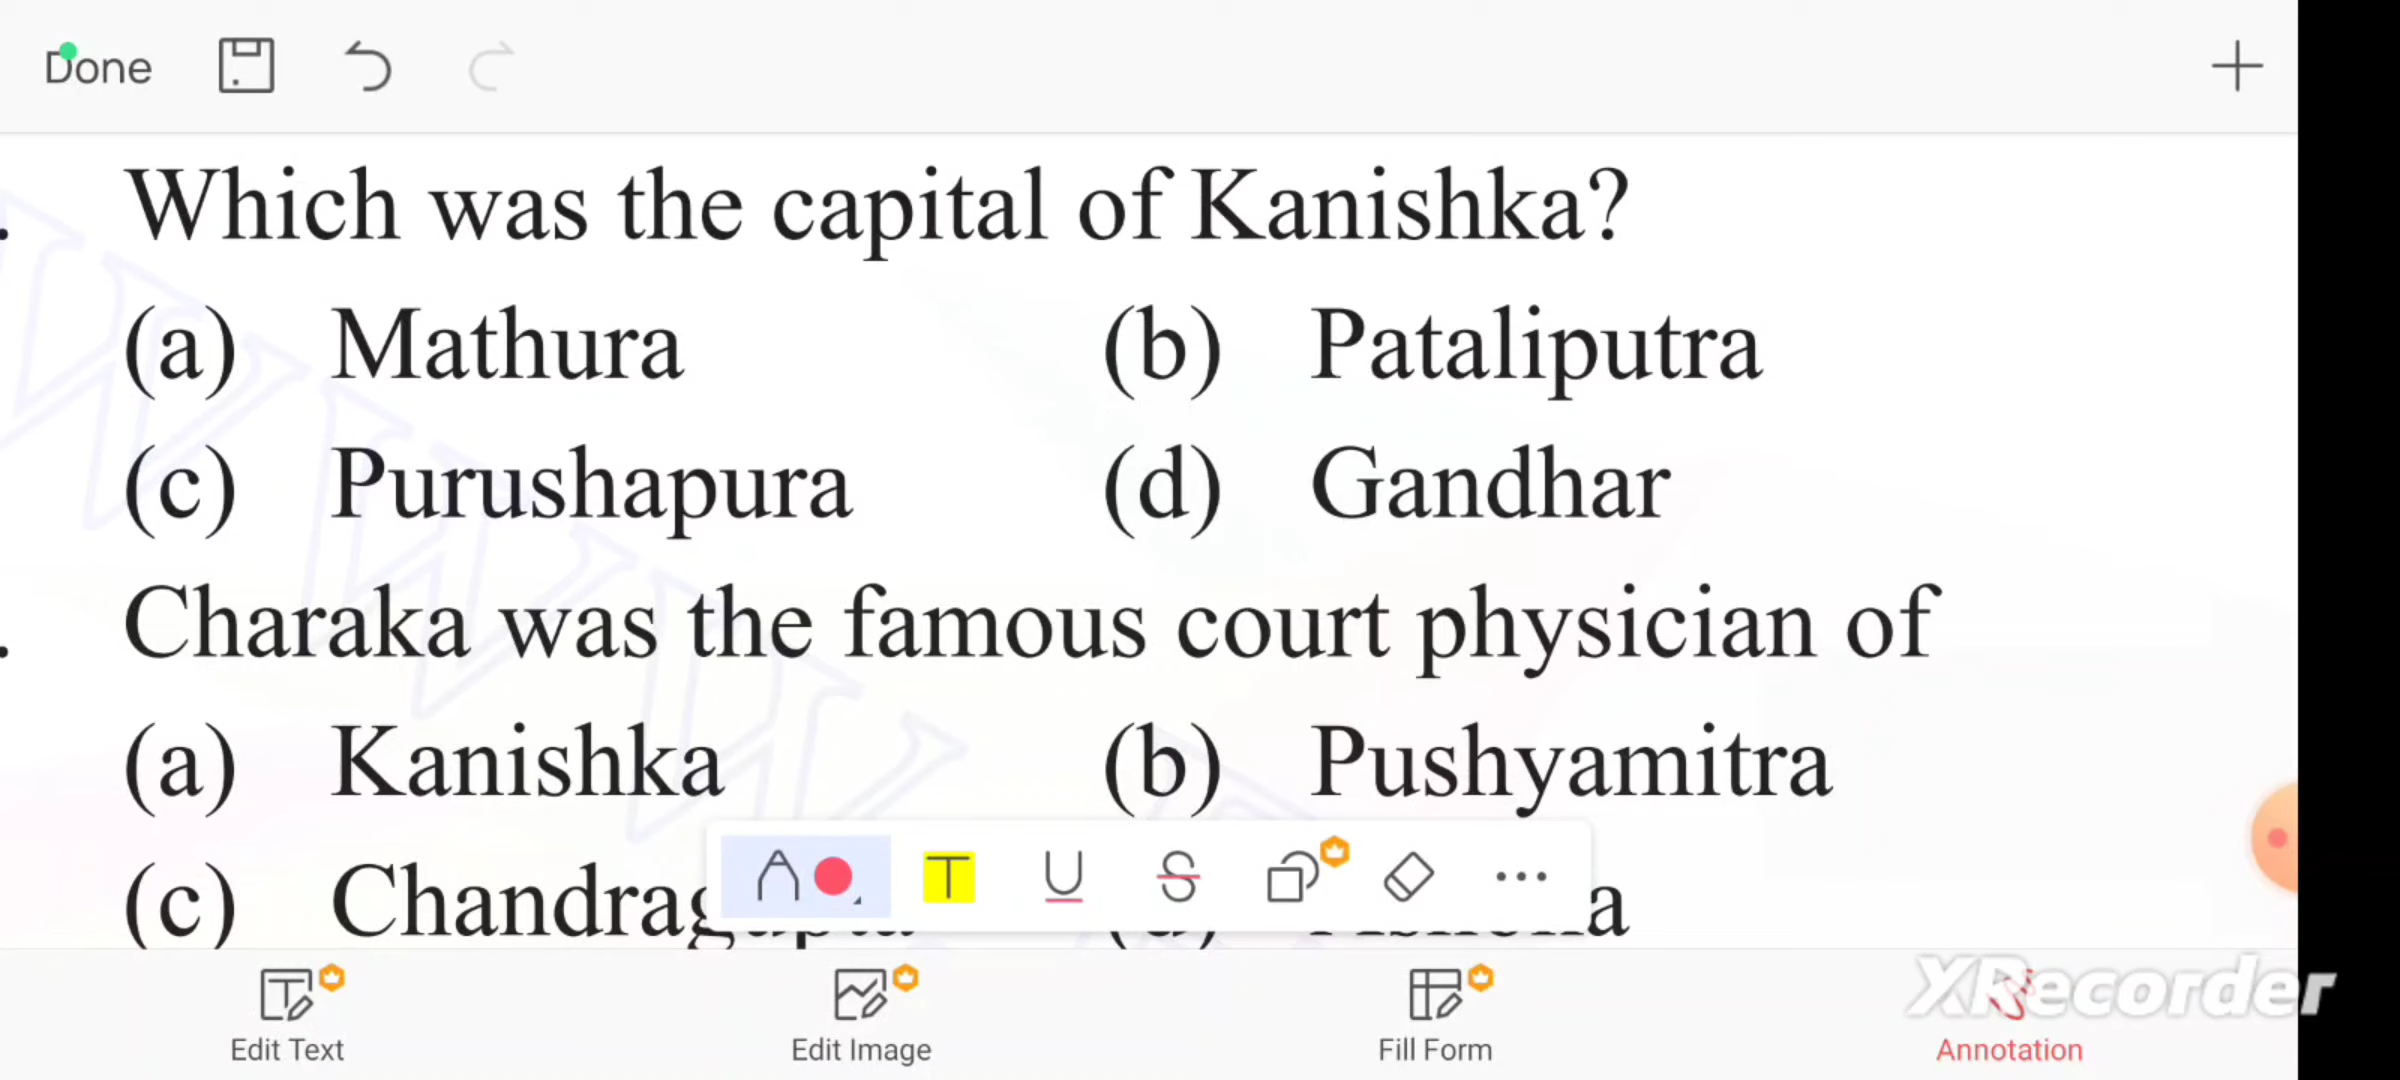 Done
. Which was the capital of Kanishka?
(a) Mathura (b) Pataliputra
(c) Purushapura (d) Gandhar
. Charaka was the famous court physician of
(a) Kanishka (b) Pushyamitra
(c)
T U S
XRecorder
Edit Text Edit Image Fill Form Annotation